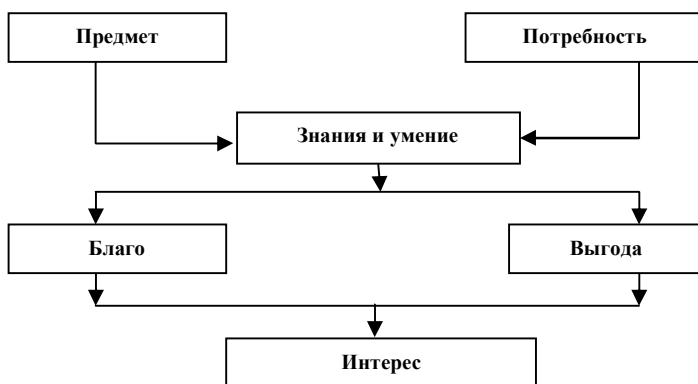 Предмет
Потребность
Знания и умение
Благо
Выгода
Интерес